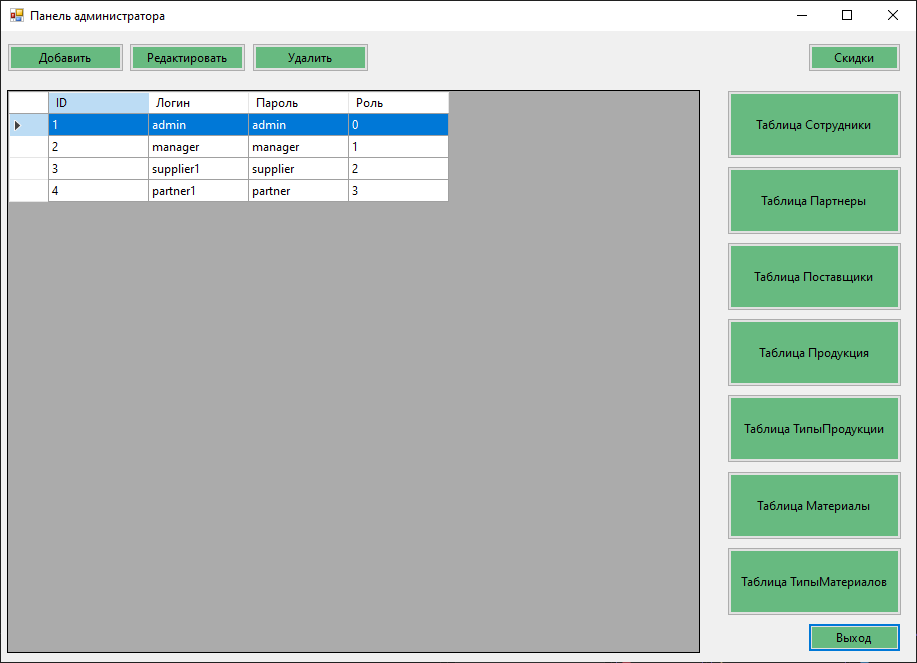 Панель администратора
Добавить Редактировать Удалить Скидки
ID Логин Пароль Роль
1 admin admin 0
2 manager manager 1
3 supplier1 supplier 2
4 partner1 partner 3
Таблица Сотрудники
Таблица Партнеры
Таблица Поставщики
Таблица Продукция
Таблица ТипыПродукции
Таблица Материалы
Таблица ТипыМатериалов
Выход